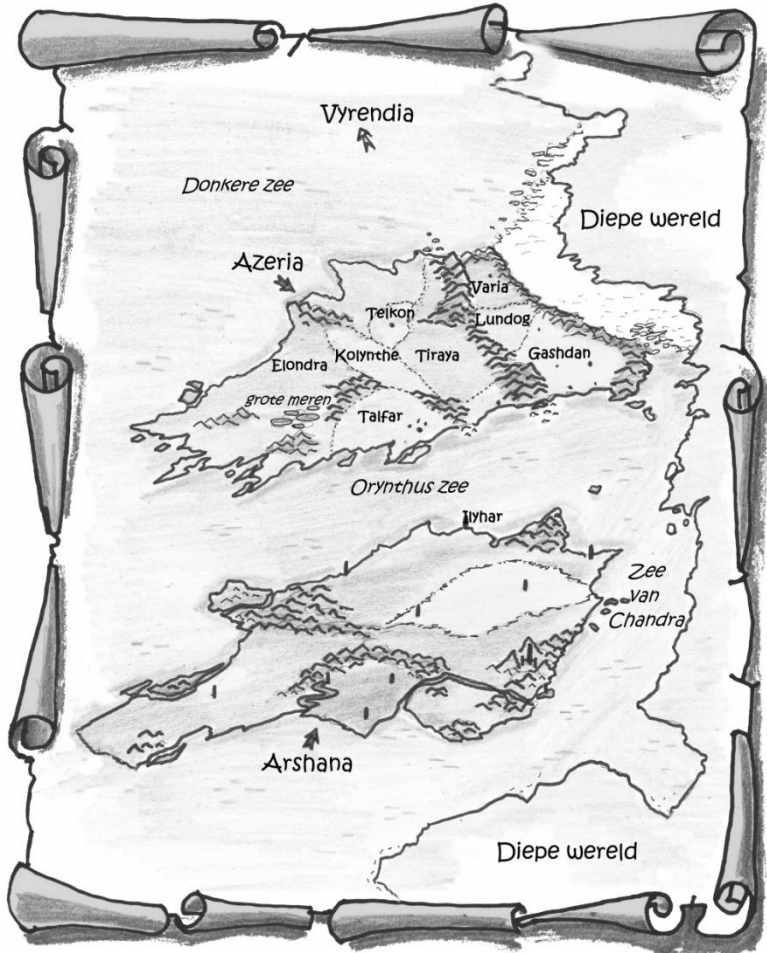 Vyrendia
Donkere zee
Diepe wereld
Azeria
Varia
Telkon
Lundog
Elondra
Kolynthe
Tiraya
Gashdan
grote meren
Talfar
Orynthus zee
Ilyhar
Zee
van
Chandra
Arshana
Diepe wereld